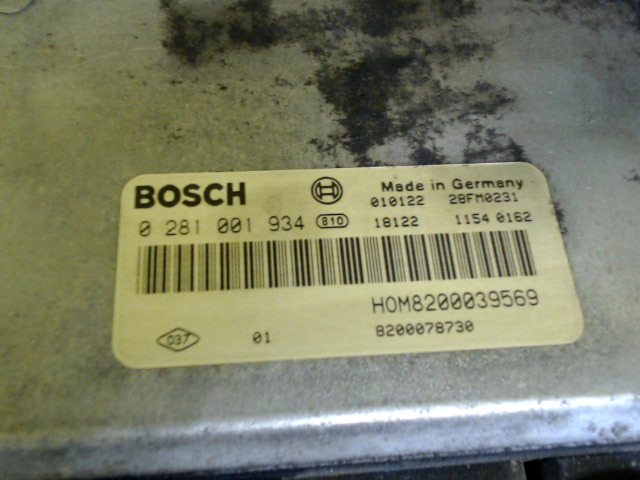 BOSCH Made in Germany
010122 28FM0231
0 281 001 934 810 18122 1154 0162
HOM8200039569
037 01 8200078730